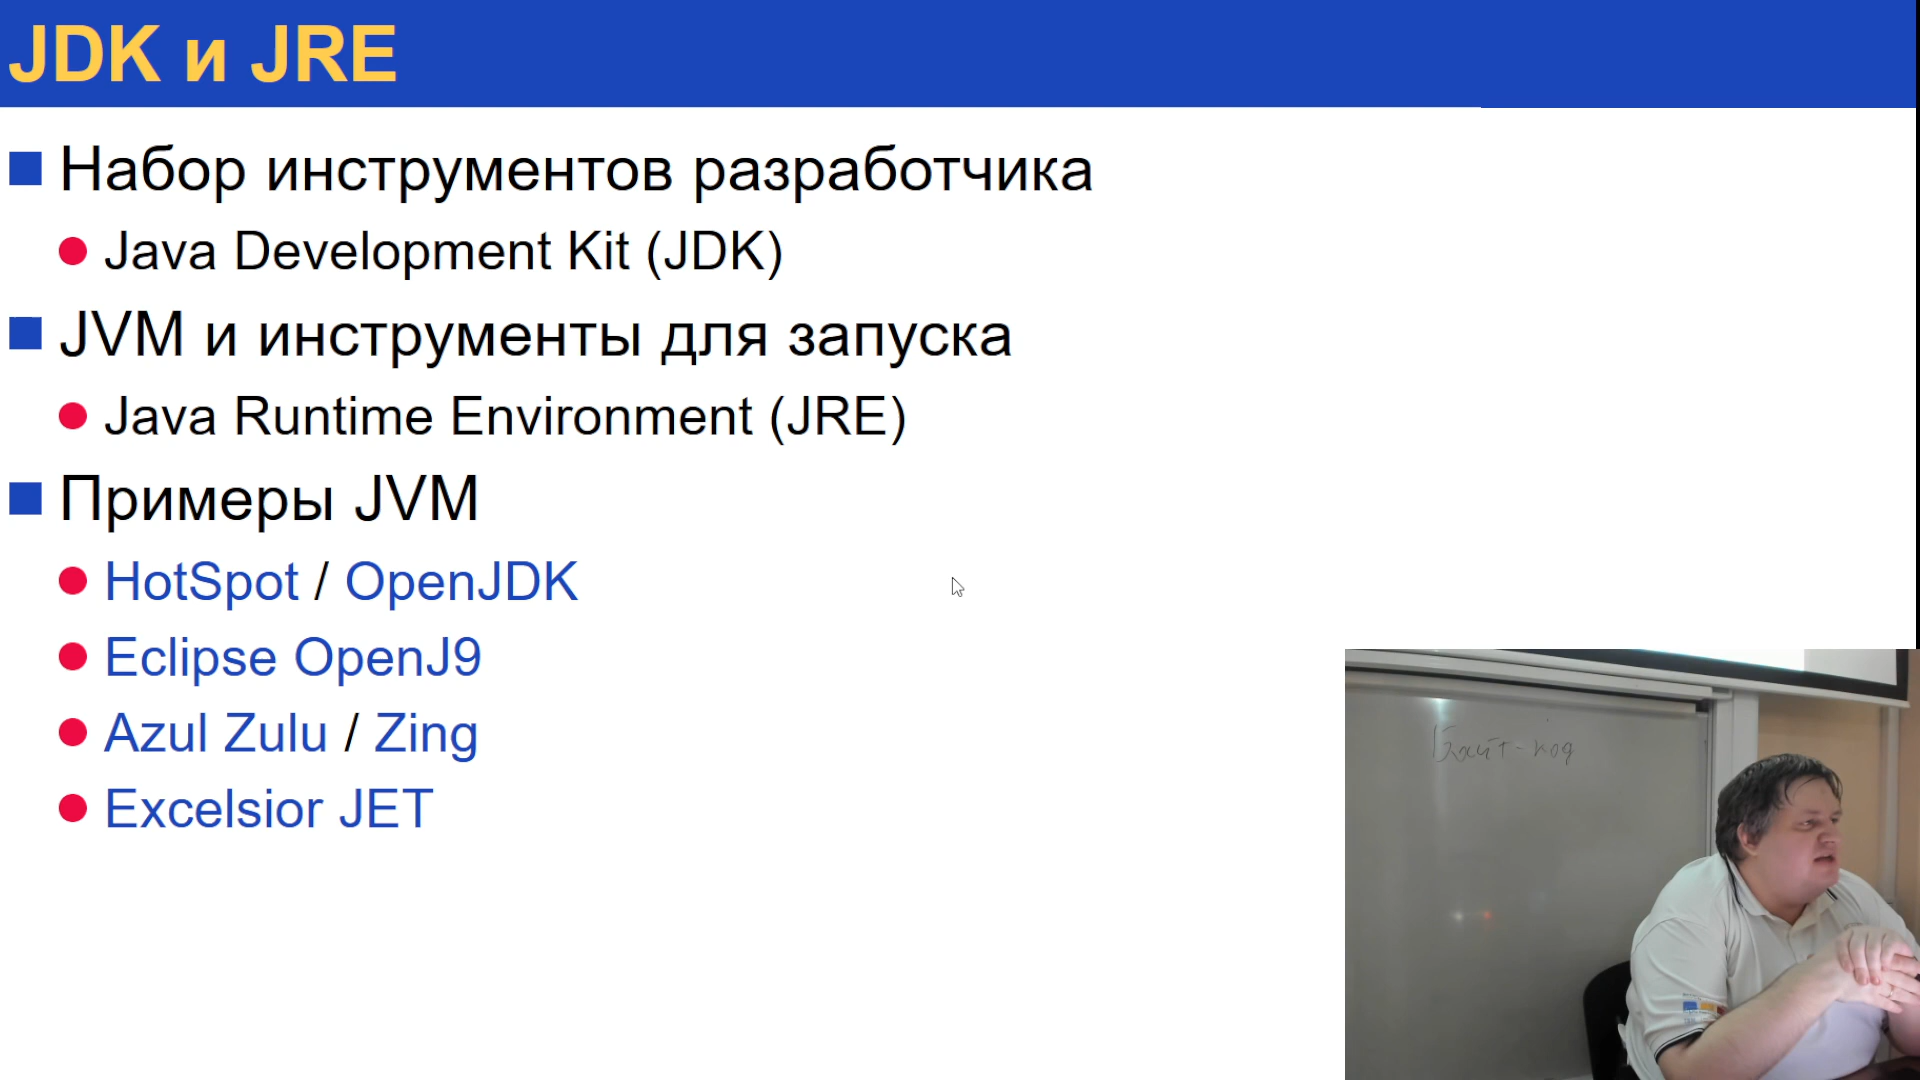 JDK и JRE
Набор инструментов разработчика
Java Development Kit (JDK)
JVM и инструменты для запуска
Java Runtime Environment (JRE)
Примеры JVM
HotSpot / OpenJDK
Eclipse OpenJ9
Azul Zulu / Zing
Excelsior JET
Байт-код